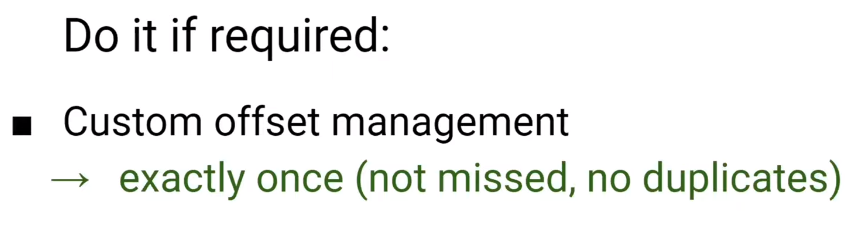 Do it if required:
■ Custom offset management
→ exactly once (not missed, no duplicates)